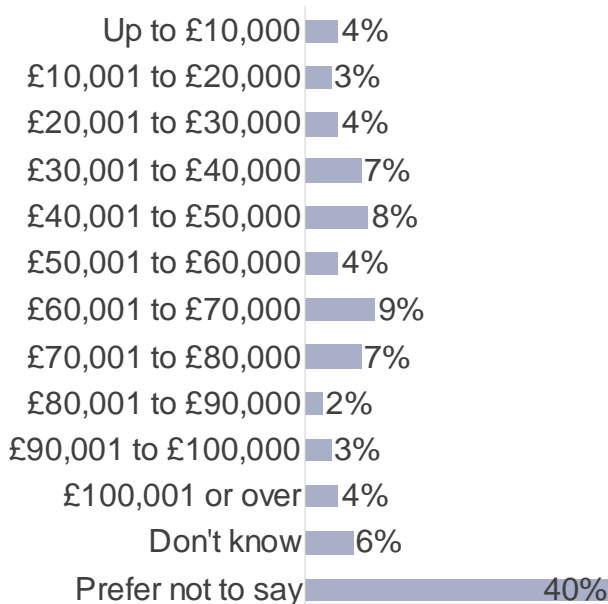 Up to £10,000 4%
£10,001 to £20,000 3%
£20,001 to £30,000 4%
£30,001 to £40,000 7%
£40,001 to £50,000 8%
£50,001 to £60,000 4%
£60,001 to £70,000 9%
£70,001 to £80,000 7%
£80,001 to £90,000 2%
£90,001 to £100,000 3%
£100,001 or over 4%
Don't know 6%
Prefer not to say 40%